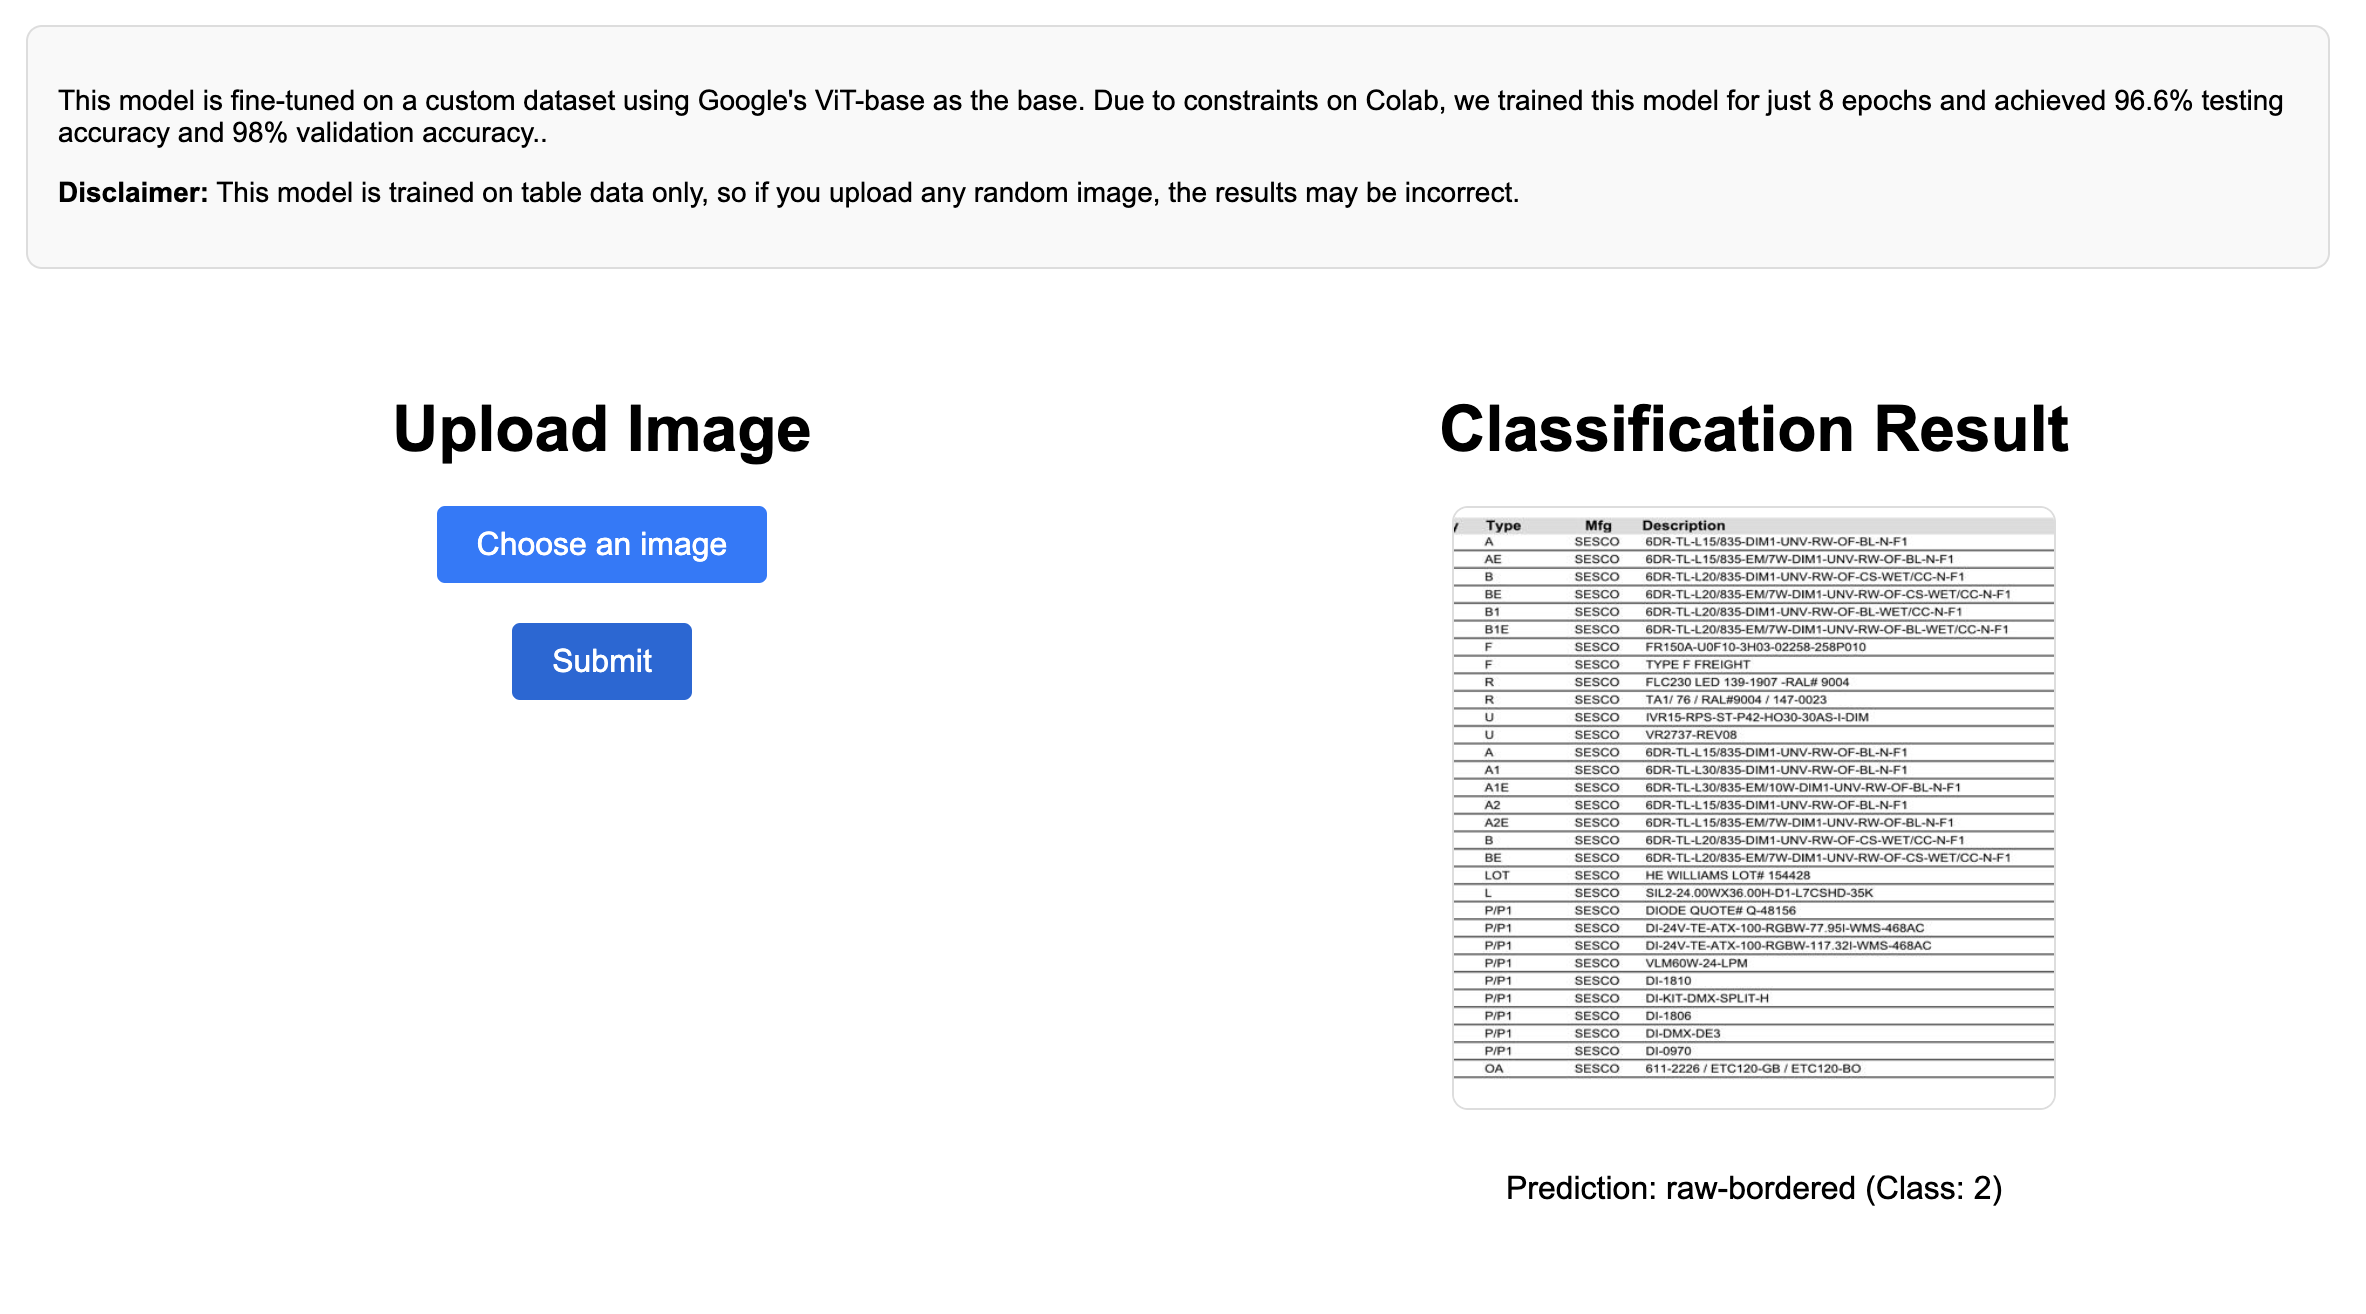 This model is fine-tuned on a custom dataset using Google's ViT-base as the base. Due to constraints on Colab, we trained this model for just 8 epochs and achieved 96.6% testing
accuracy and 98% validation accuracy..
Disclaimer: This model is trained on table data only, so if you upload any random image, the results may be incorrect.
Upload Image
Choose an image
Submit
Classification Result
Type Mfg Description
A SESCO 6DR-TL-L15/835-DIM1-UNV-RW-OF-BL-N-F1
AE SESCO 6DR-TL-L15/835-EM/7W-DIM1-UNV-RW-OF-BL-N-F1
B SESCO 6DR-TL-L20/835-DIM1-UNV-RW-OF-CS-WET/CC-N-F1
BE SESCO 6DR-TL-L20/835-EM/7W-DIM1-UNV-RW-OF-CS-WET/CC-N-F1
B1 SESCO 6DR-TL-L20/835-DIM1-UNV-RW-OF-BL-WET/CC-N-F1
B1E SESCO 6DR-TL-L20/835-EM/7W-DIM1-UNV-RW-OF-BL-WET/CC-N-F1
F SESCO FR150A-U0F10-3H03-02258-258P010
F SESCO TYPE F FREIGHT
R SESCO FLC230 LED 139-1907 -RAL# 9004
R SESCO TA1/ 76 / RAL#9004 / 147-0023
U SESCO IVR15-RPS-ST-P42-HO30-30AS-I-DIM
U SESCO VR2737-REV08
A SESCO 6DR-TL-L15/835-DIM1-UNV-RW-OF-BL-N-F1
A1 SESCO 6DR-TL-L30/835-DIM1-UNV-RW-OF-BL-N-F1
A1E SESCO 6DR-TL-L30/835-EM/10W-DIM1-UNV-RW-OF-BL-N-F1
A2 SESCO 6DR-TL-L15/835-DIM1-UNV-RW-OF-BL-N-F1
A2E SESCO 6DR-TL-L15/835-EM/7W-DIM1-UNV-RW-OF-BL-N-F1
B SESCO 6DR-TL-L20/835-DIM1-UNV-RW-OF-CS-WET/CC-N-F1
BE SESCO 6DR-TL-L20/835-EM/7W-DIM1-UNV-RW-OF-CS-WET/CC-N-F1
LOT SESCO HE WILLIAMS LOT# 154428
L SESCO SIL2-24.00WX36.00H-D1-L7CSHD-35K
P/P1 SESCO DIODE QUOTE# Q-48156
P/P1 SESCO DI-24V-TE-ATX-100-RGBW-77.95I-WMS-468AC
P/P1 SESCO DI-24V-TE-ATX-100-RGBW-117.32I-WMS-468AC
P/P1 SESCO VLM60W-24-LPM
P/P1 SESCO DI-1810
P/P1 SESCO DI-KIT-DMX-SPLIT-H
P/P1 SESCO DI-1806
P/P1 SESCO DI-DMX-DE3
P/P1 SESCO DI-0970
OA SESCO 611-2226 / ETC120-GB / ETC120-BO
Prediction: raw-bordered (Class: 2)